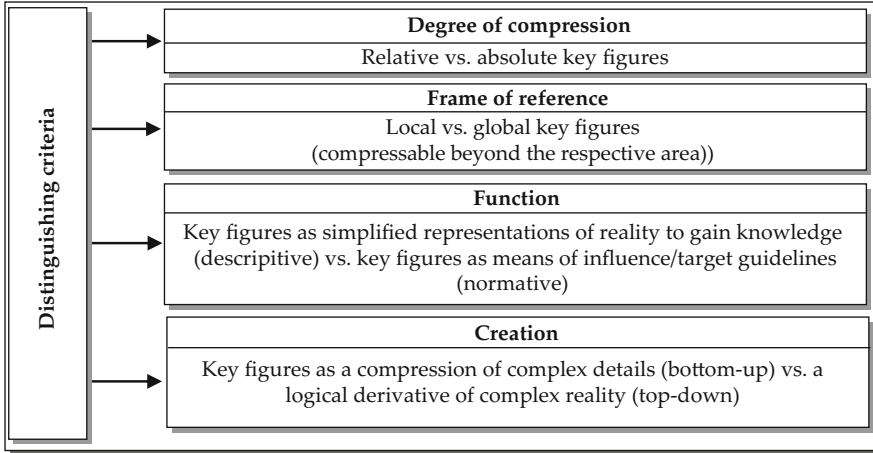 Distinguishing criteria
Degree of compression
Relative vs. absolute key figures
Frame of reference
Local vs. global key figures
(compressable beyond the respective area))
Function
Key figures as simplified representations of reality to gain knowledge
(descripitive) vs. key figures as means of influence/target guidelines
(normative)
Creation
Key figures as a compression of complex details (bottom-up) vs. a
logical derivative of complex reality (top-down)